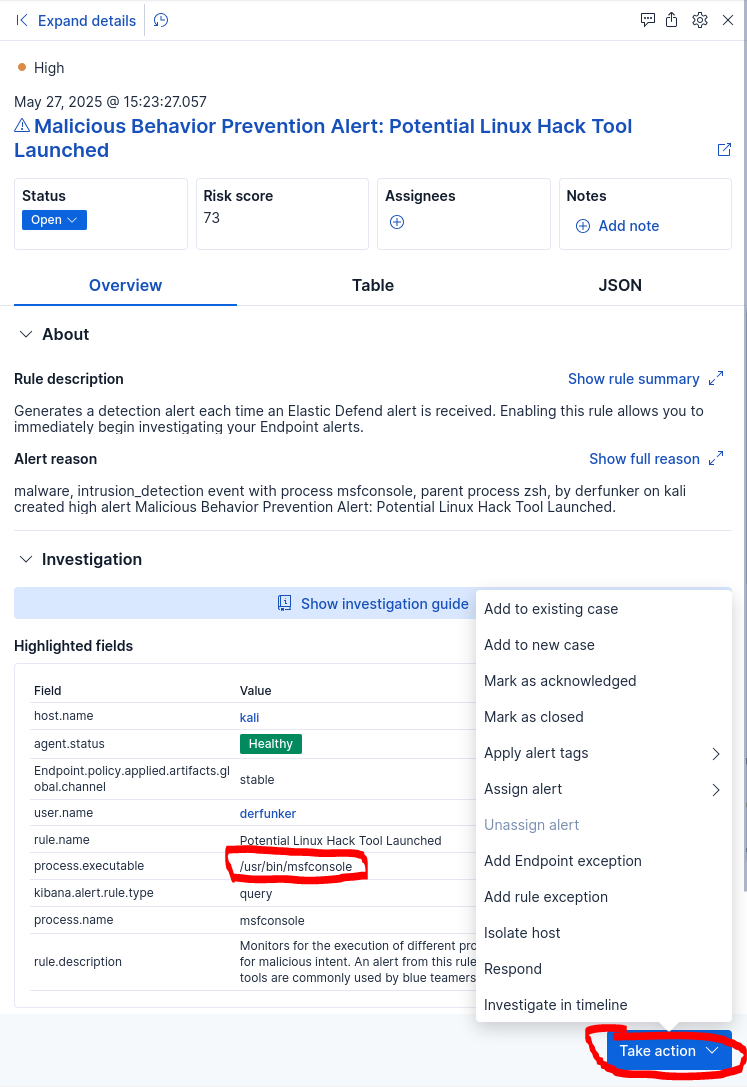 Expand details
High
May 27, 2025 @ 15:23:27.057
Malicious Behavior Prevention Alert: Potential Linux Hack Tool
Launched
Status
Open
Risk score
73
Assignees
Notes
Add note
Overview
Table
JSON
About
Rule description
Show rule summary
Generates a detection alert each time an Elastic Defend alert is received. Enabling this rule allows you to
immediately begin investigating your Endpoint alerts.
Alert reason
Show full reason
malware, intrusion_detection event with process msfconsole, parent process zsh, by derfunker on kali
created high alert Malicious Behavior Prevention Alert: Potential Linux Hack Tool Launched.
Investigation
Show investigation guide
Highlighted fields
Field Value
host.name kali
agent.status Healthy
Endpoint.policy.applied.artifacts.gl
obal.channel
stable
user.name derfunker
rule.name Potential Linux Hack Tool Launched
process.executable /usr/bin/msfconsole
kibana.alert.rule.type query
process.name msfconsole
rule.description
Monitors for the execution of different pro
for malicious intent. An alert from this rule
tools are commonly used by blue teamers
Add to existing case
Add to new case
Mark as acknowledged
Mark as closed
Apply alert tags
Assign alert
Unassign alert
Add Endpoint exception
Add rule exception
Isolate host
Respond
Investigate in timeline
Take action